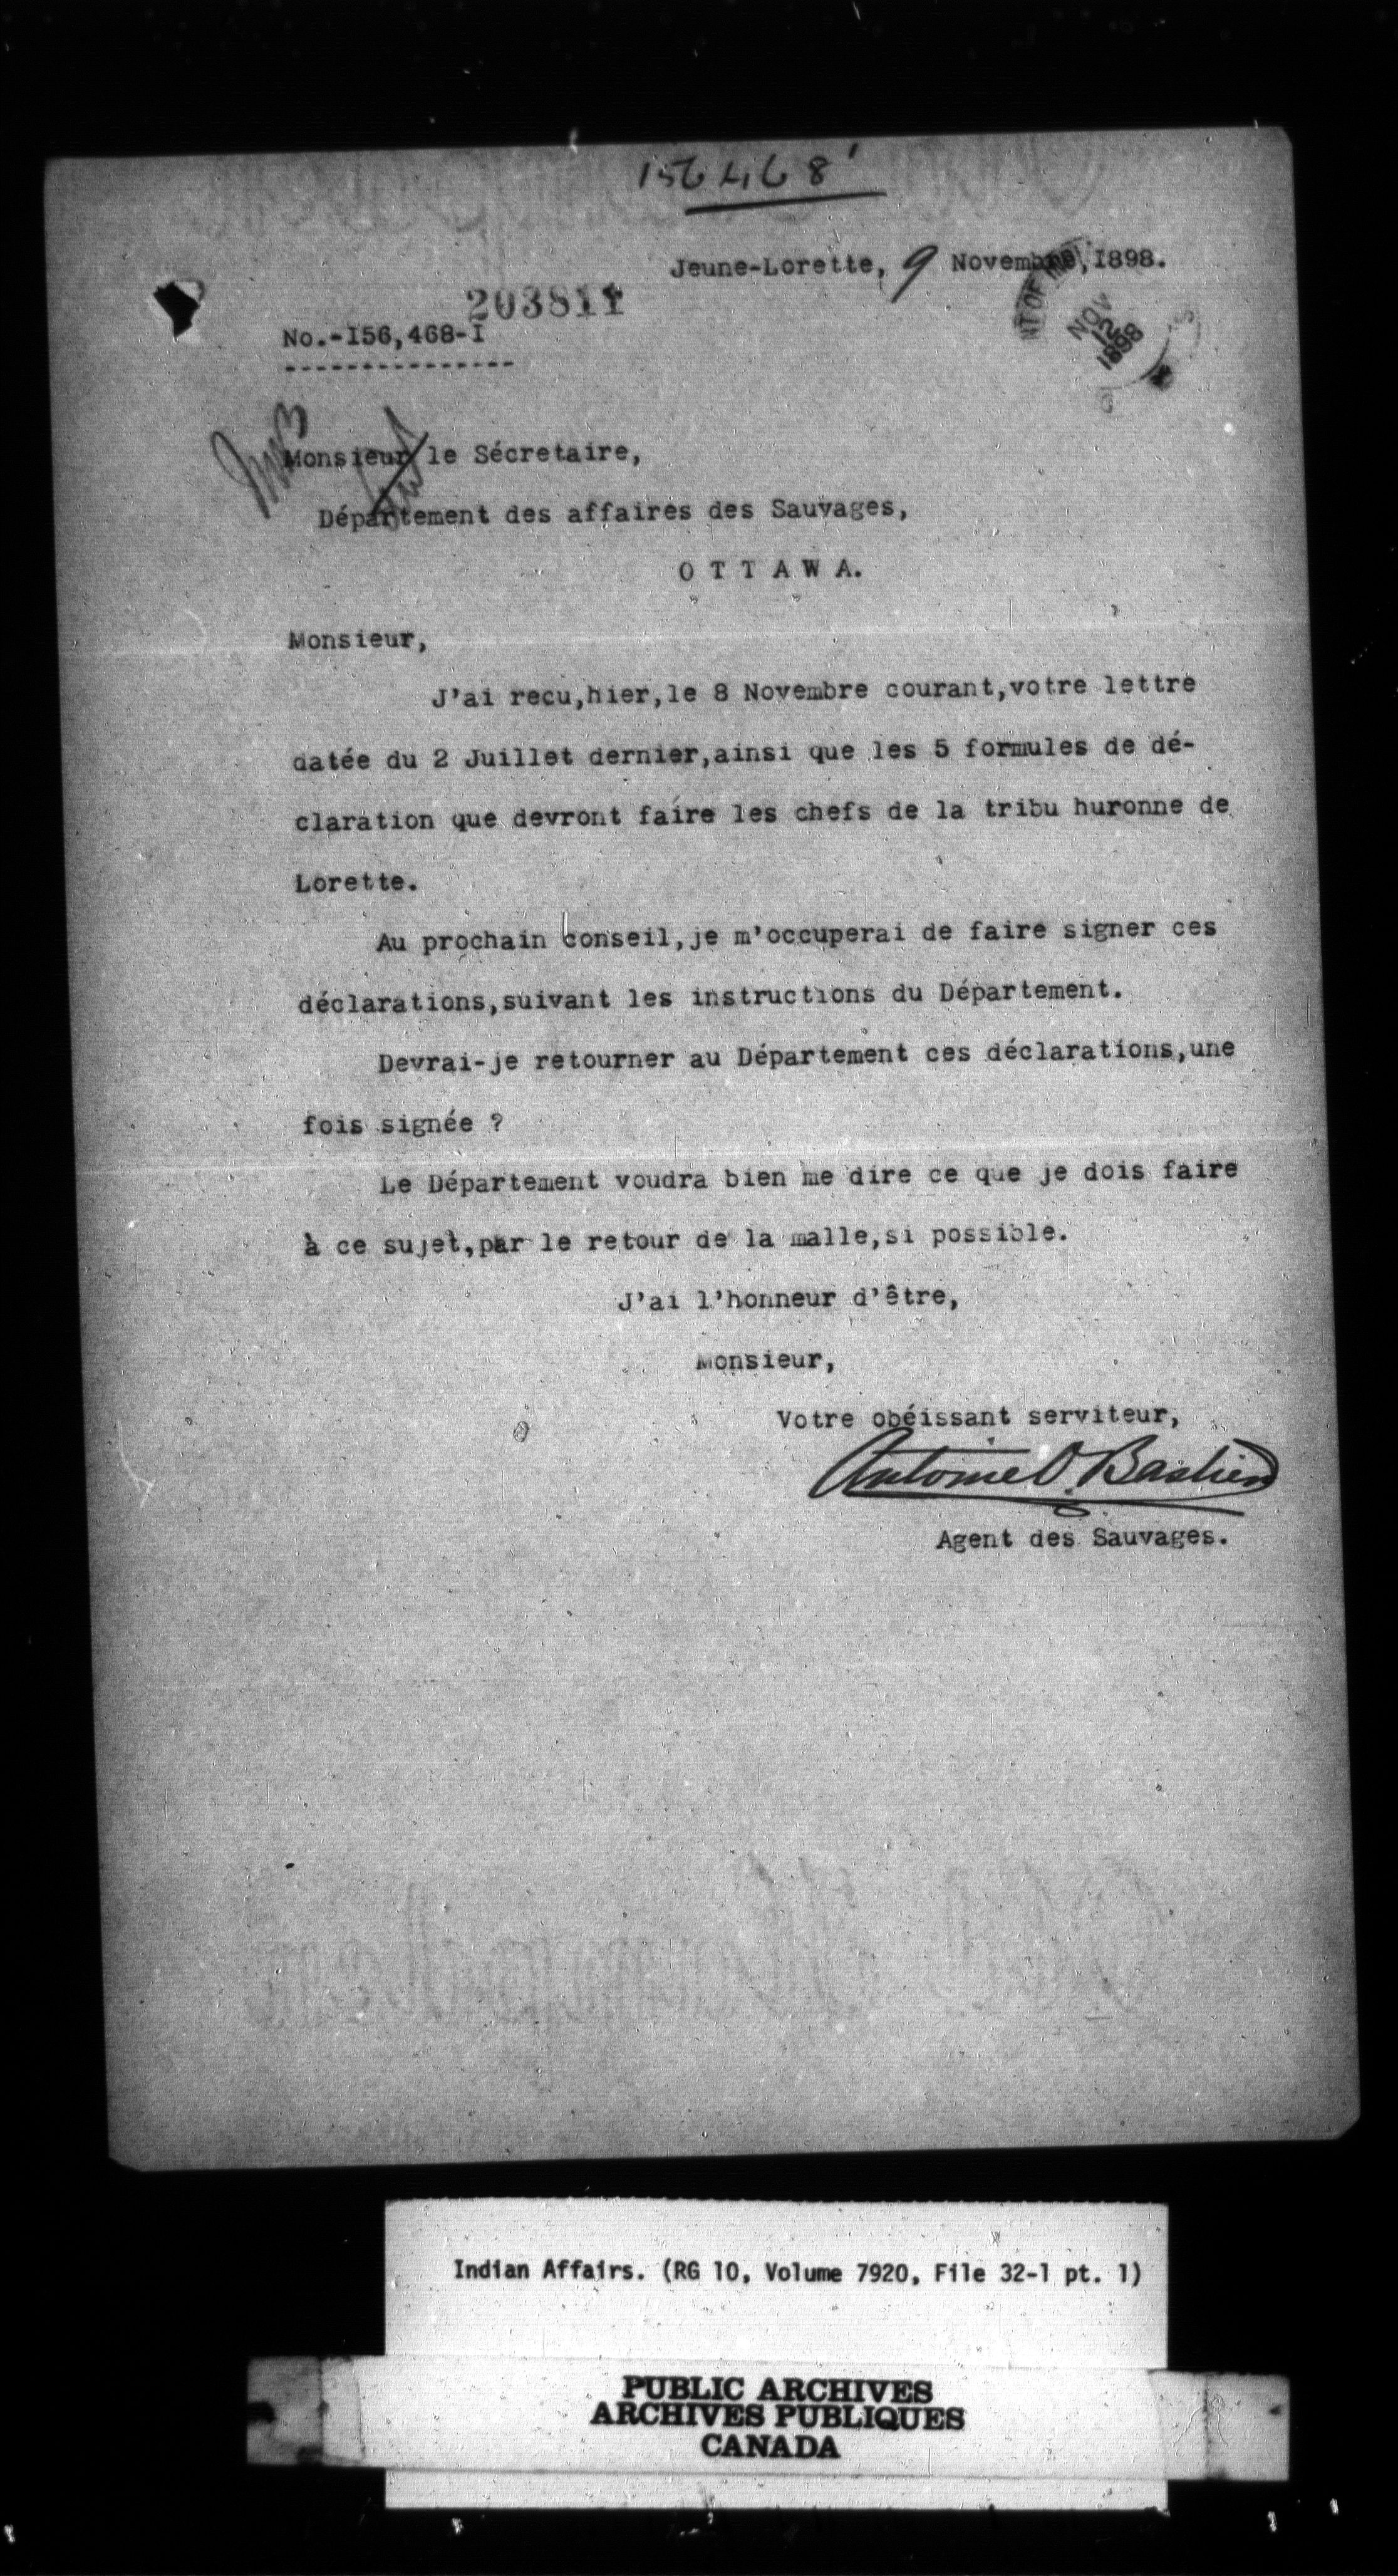 156468
Jeune-Lorette, 9 Novembre, 1898.
203811
No.-I56,468-I
NT OF IND
NOV
12
1898
Monsieur le Sécretaire,
Département des affaires des Sauvages,
O T T A W A.
Monsieur,
J'ai recu,hier,le 8 Novembre courant,votre lettre
datée du 2 Juillet dernier,ainsi que les 5 formules de dé-
claration que devront faire les chefs de la tribu huronne de
Lorette.
Au prochain conseil,je m'occuperai de faire signer ces
déclarations,suivant les instructions du Département.
Devrai-je retourner au Département ces déclarations,une
fois signée ?
Le Département voudra bien me dire ce que je dois faire
à ce sujet,par le retour de la malle,si possible.
J'ai l'honneur d'être,
Monsieur,
Votre obéissant serviteur,
Antoine O. Bastien
Agent des Sauvages.
Indian Affairs. (RG 10, Volume 7920, File 32-1 pt. 1)
PUBLIC ARCHIVES
ARCHIVES PUBLIQUES
CANADA